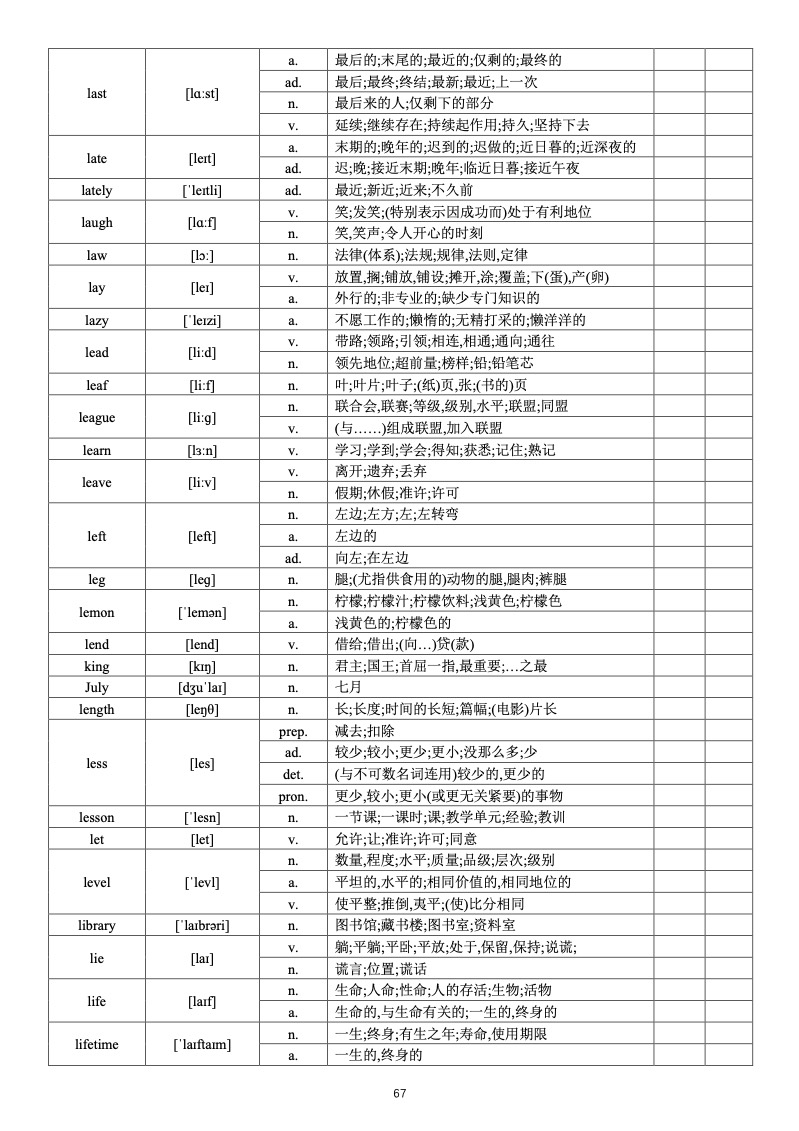 last [lɑːst] a. 最后的;末尾的;最近的;仅剩的;最终的
ad. 最后;最终;终结;最新;最近;上一次
n. 最后来的人;仅剩下的部分
v. 延续;继续存在;持续起作用;持久;坚持下去
late [leɪt] a. 末期的;晚年的;迟到的;迟做的;近日暮的;近深夜的
ad. 迟;晚;接近末期;晚年;临近日暮;接近午夜
lately [ˈleɪtli] ad. 最近;新近;近来;不久前
laugh [lɑːf] v. 笑;发笑;(特别表示因成功而)处于有利地位
n. 笑,笑声;令人开心的时刻
law [lɔː] n. 法律(体系);法规;规律,法则,定律
lay [leɪ] v. 放置,搁;铺放,铺设;摊开,涂;覆盖;下(蛋),产(卵)
a. 外行的;非专业的;缺少专门知识的
lazy [ˈleɪzi] a. 不愿工作的;懒惰的;无精打采的;懒洋洋的
lead [liːd] v. 带路;领路;引领;相连,相通;通向;通往
n. 领先地位;超前量;榜样;铅;铅笔芯
leaf [liːf] n. 叶;叶片;叶子;(纸)页,张;(书的)页
league [liːɡ] n. 联合会,联赛;等级,级别,水平;联盟;同盟
v. (与……)组成联盟,加入联盟
learn [lɜːn] v. 学习;学到;学会;得知;获悉;记住;熟记
leave [liːv] v. 离开;遗弃;丢弃
n. 假期;休假;准许;许可
left [left] n. 左边;左方;左;左转弯
a. 左边的
ad. 向左;在左边
leg [leɡ] n. 腿;(尤指供食用的)动物的腿,腿肉;裤腿
lemon [ˈlemən] n. 柠檬;柠檬汁;柠檬饮料;浅黄色;柠檬色
a. 浅黄色的;柠檬色的
lend [lend] v. 借给;借出;(向…)贷(款)
king [kɪŋ] n. 君主;国王;首屈一指,最重要;…之最
July [dʒuˈlaɪ] n. 七月
length [leŋθ] n. 长;长度;时间的长短;篇幅;(电影)片长
less [les] prep. 减去;扣除
ad. 较少;较小;更少;更小;没那么多;少
det. (与不可数名词连用)较少的,更少的
pron. 更少,较小;更小(或更无关紧要)的事物
lesson [ˈlesn] n. 一节课;一课时;课;教学单元;经验;教训
let [let] v. 允许;让;准许;许可;同意
level [ˈlevl] n. 数量,程度;水平;质量;品级;层次;级别
a. 平坦的,水平的;相同价值的,相同地位的
v. 使平整;推倒,夷平;(使)比分相同
library [ˈlaɪbrəri] n. 图书馆;藏书楼;图书室;资料室
lie [laɪ] v. 躺;平躺;平卧;平放;处于,保留,保持;说谎;
n. 谎言;位置;谎话
life [laɪf] n. 生命;人命;性命;人的存活;生物;活物
a. 生命的,与生命有关的;一生的,终身的
lifetime [ˈlaɪftaɪm] n. 一生;终身;有生之年;寿命,使用期限
a. 一生的,终身的
67